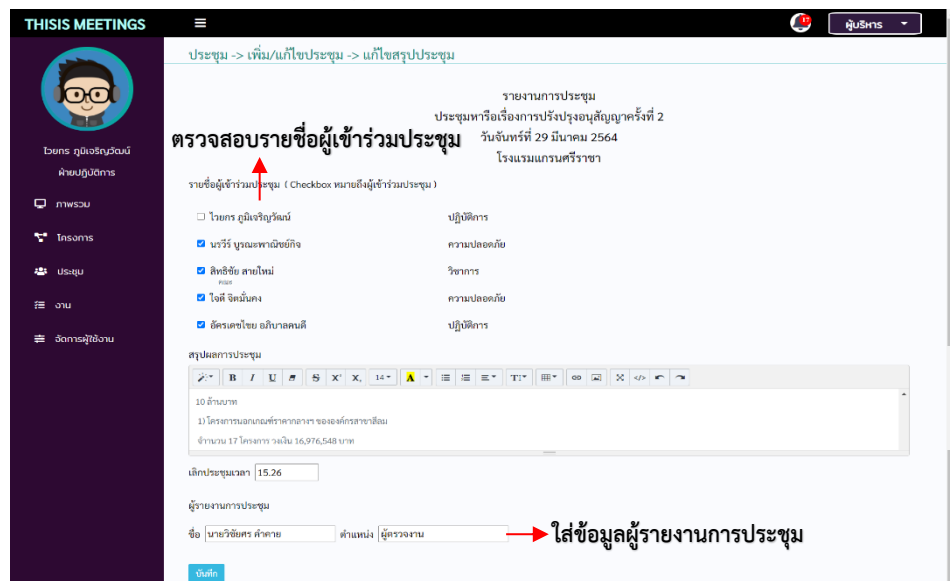 THISIS MEETINGS
17
ผู้บริหาร
ประชุม -> เพิ่ม/แก้ไขประชุม -> แก้ไขสรุปประชุม
รายงานการประชุม
ประชุมหารือเรื่องการปรังปรุงอนุสัญญาครั้งที่ 2
วันจันทร์ที่ 29 มีนาคม 2564
โรงแรมแกรนศรีราชา
ตรวจสอบรายชื่อผู้เข้าร่วมประชุม
ไวยกร ภูมิเจริญวัฒน์
ฝ่ายปฏิบัติการ
ภาพรวม
โครงการ
ประชุม
งาน
จัดการผู้ใช้งาน
รายชื่อผู้เข้าร่วมประชุม ( Checkbox หมายถึงผู้เข้าร่วมประชุม )
ไวยกร ภูมิเจริญวัฒน์ ปฏิบัติการ
นรวีร์ บูรณะพาณิชย์กิจ ความปลอดภัย
สิทธิชัย สายใหม่ วิชาการ
ใจดี จิตมั่นคง ความปลอดภัย
อัครเดชไชย อภิบาลคนดี ปฏิบัติการ
สรุปผลการประชุม
B I U S X² X₂ 14 A TI </>
10 ล้านบาท
1) โครงการนอกเกณฑ์ราคากลางฯ ขององค์กรสาขาสีลม
จำานวน 17 โครงการ วงเงิน 16,976,548 บาท
เลิกประชุมเวลา 15.26
ผู้รายงานการประชุม
ชื่อ นายวิชัยศร คำคาย ตำแหน่ง ผู้ตรวจงาน
ใส่ข้อมูลผู้รายงานการประชุม
บันทึก